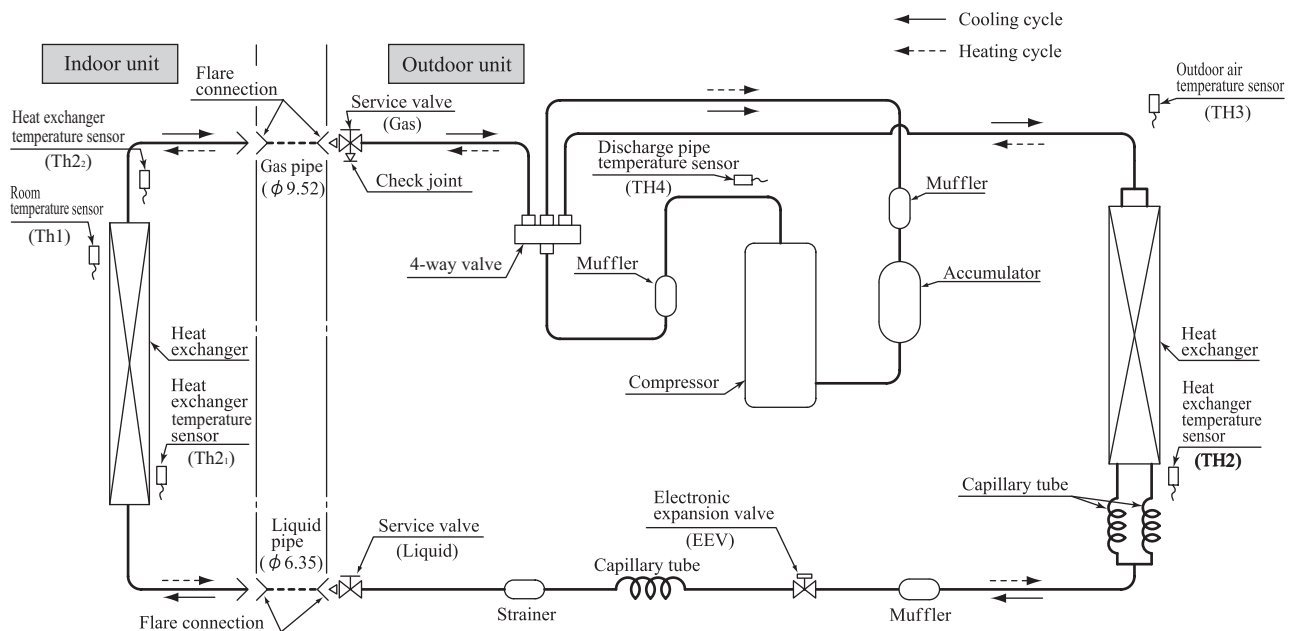 Cooling cycle
Heating cycle
Indoor unit
Outdoor unit
Flare
connection
Service valve
(Gas)
Outdoor air
temperature sensor
(TH3)
Heat exchanger
temperature sensor
(Th2₂)
Discharge pipe
temperature sensor
(TH4)
Gas pipe
(ϕ9.52)
Check joint
Muffler
Room
temperature sensor
(Th1)
4-way valve
Muffler
Accumulator
Heat
exchanger
Heat
exchanger
Compressor
Heat
exchanger
temperature
sensor
(Th2₁)
Heat
exchanger
temperature
sensor
(TH2)
Capillary tube
Electronic
expansion valve
(EEV)
Liquid
pipe
(ϕ6.35)
Service valve
(Liquid)
Capillary tube
Strainer
Muffler
Flare connection